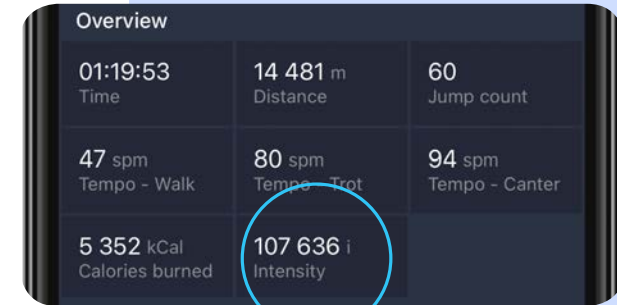 Overview
01:19:53 14 481 m 60
Time Distance Jump count
47 spm 80 spm 94 spm
Tempo - Walk Tempo - Trot Tempo - Canter
5 352 kCal 107 636 i
Calories burned Intensity